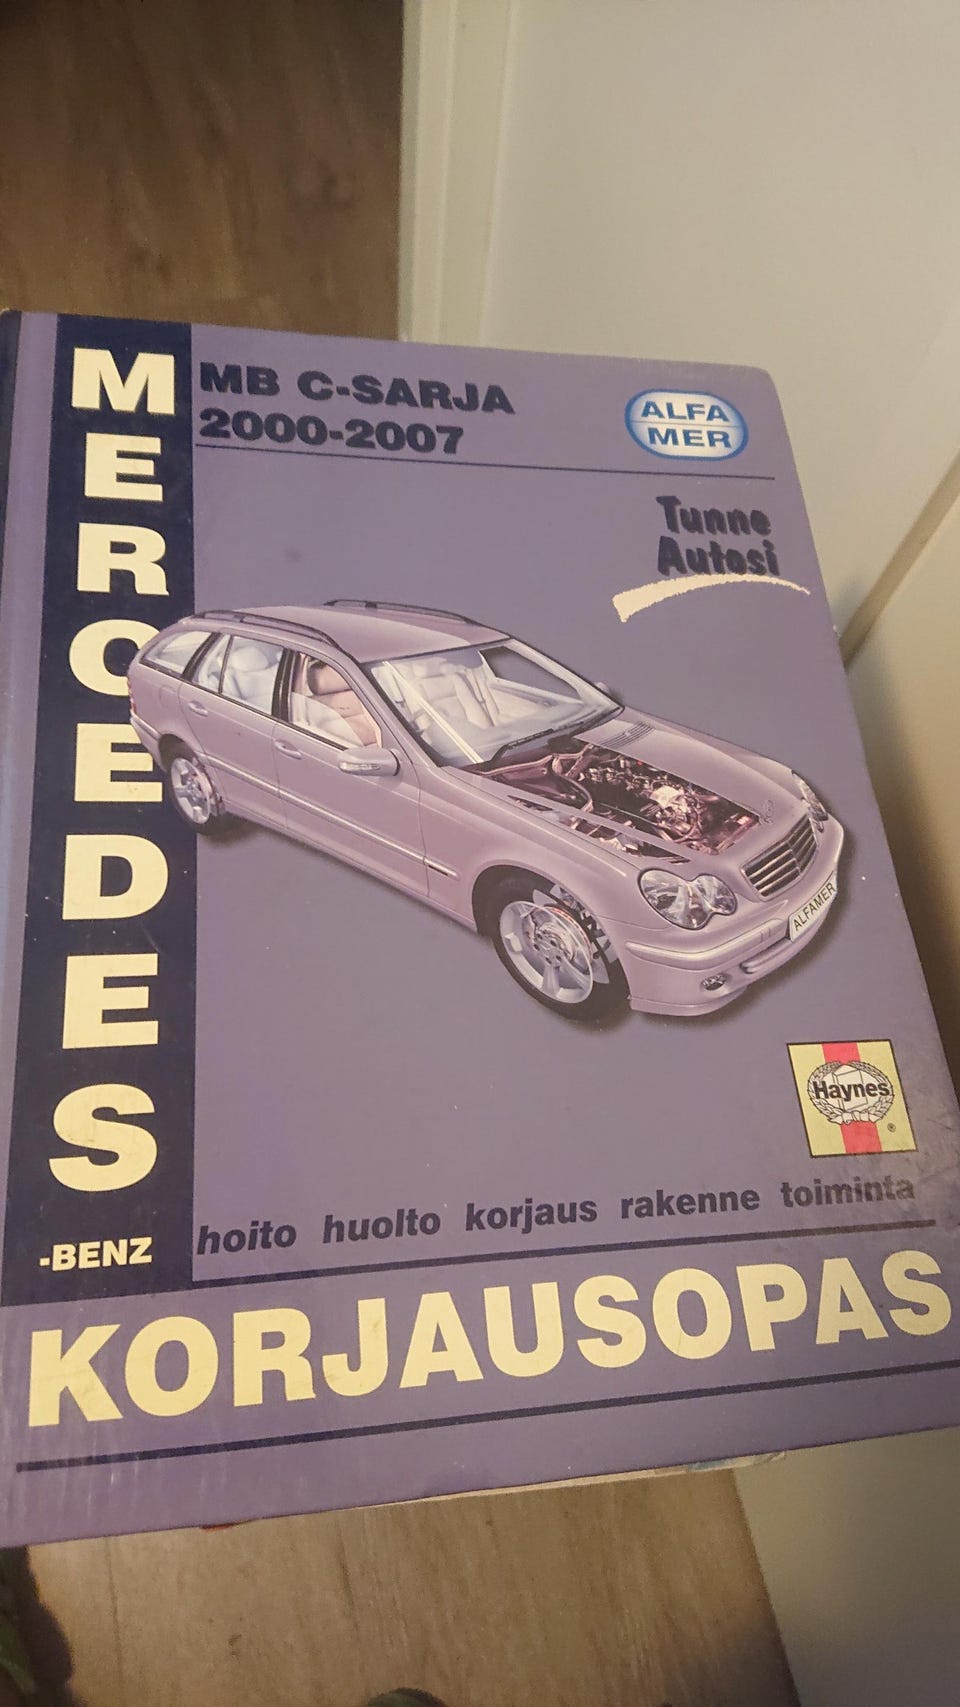 MERCEDES
-BENZ
MB C-SARJA
2000-2007
ALFA
MER
Tunne
Autosi
ALFAMER
Haynes
®
hoito huolto korjaus rakenne toiminta
KORJAUSOPAS